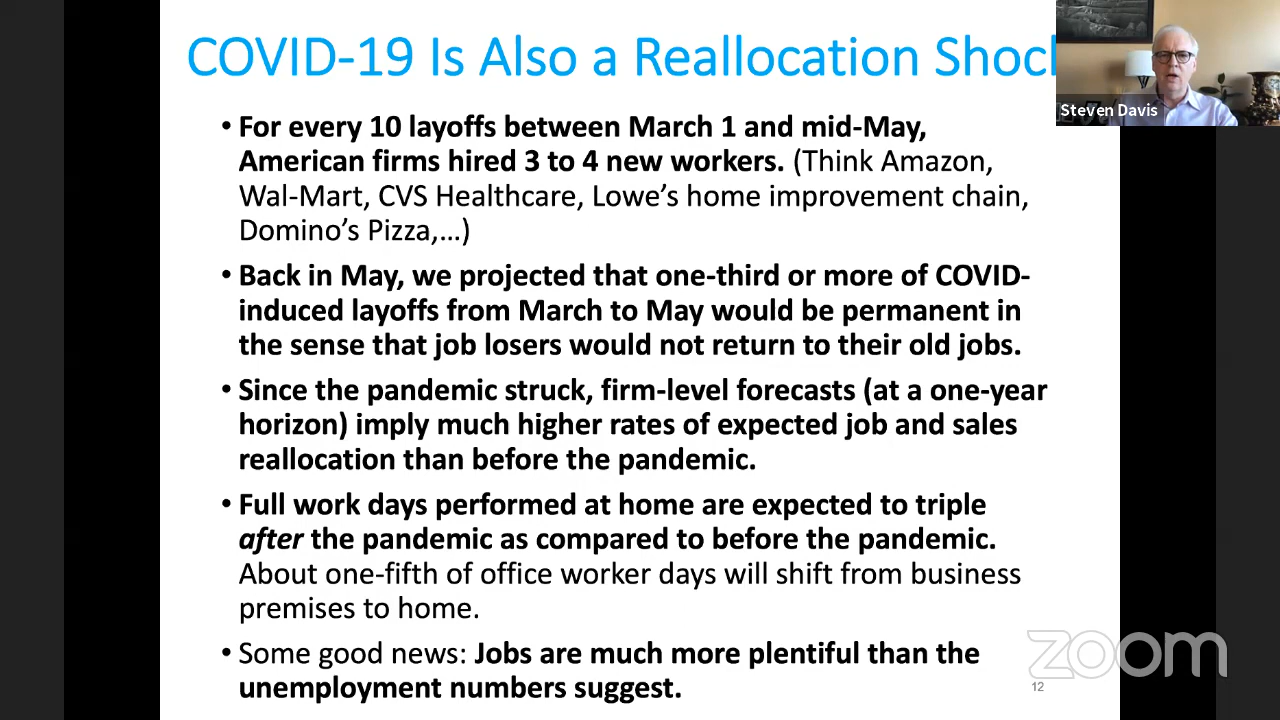 COVID-19 Is Also a Reallocation Shock
Steven Davis
• For every 10 layoffs between March 1 and mid-May,
American firms hired 3 to 4 new workers. (Think Amazon,
Wal-Mart, CVS Healthcare, Lowe's home improvement chain,
Domino's Pizza,...)
• Back in May, we projected that one-third or more of COVID-
induced layoffs from March to May would be permanent in
the sense that job losers would not return to their old jobs.
• Since the pandemic struck, firm-level forecasts (at a one-year
horizon) imply much higher rates of expected job and sales
reallocation than before the pandemic.
• Full work days performed at home are expected to triple
after the pandemic as compared to before the pandemic.
About one-fifth of office worker days will shift from business
premises to home.
• Some good news: Jobs are much more plentiful than the
unemployment numbers suggest.
zoom
12